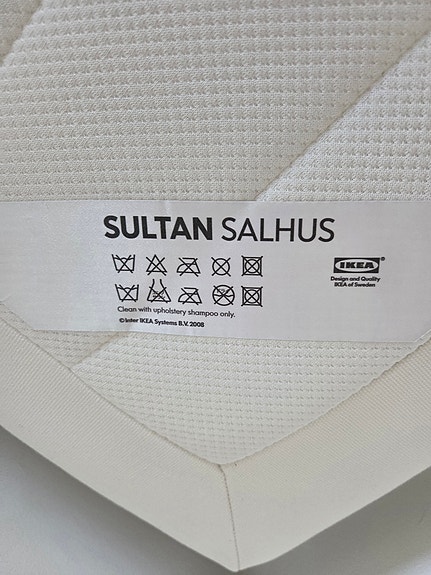 SULTAN SALHUS
IKEA®
Design and Quality
IKEA of Sweden
Clean with upholstery shampoo only.
©Inter IKEA Systems B.V. 2008